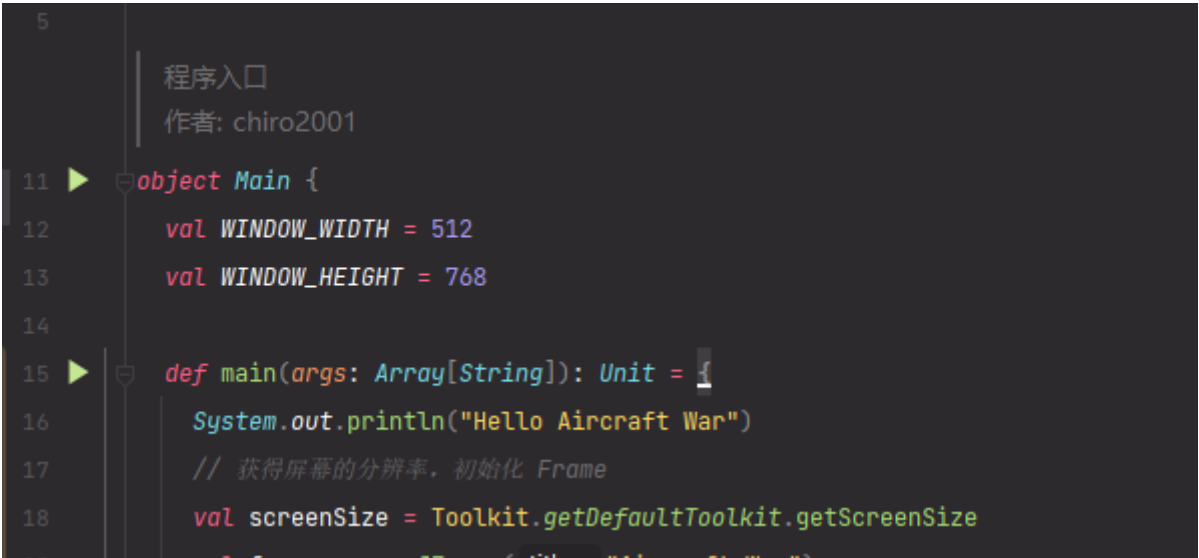 5
程序入口
作者: chiro2001
11 object Main {
12 val WINDOW_WIDTH = 512
13 val WINDOW_HEIGHT = 768
14
15 def main(args: Array[String]): Unit = {
16 System.out.println("Hello Aircraft War")
17 // 获得屏幕的分辨率，初始化 Frame
18 val screenSize = Toolkit.getDefaultToolkit.getScreenSize